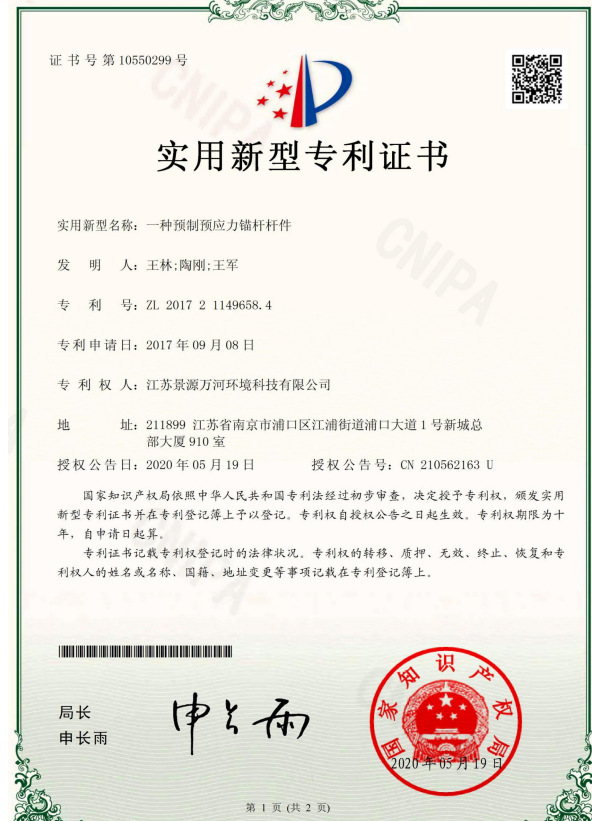 证书号第10550299号
CNIPA
实用新型专利证书
实用新型名称：一种预制预应力锚杆杆件
CNIPA
发明人：王林;陶刚;王军
专利号：ZL 2017 2 1149658.4
专利申请日：2017年09月08日
专利权人：江苏景源万河环境科技有限公司
地址：211899 江苏省南京市浦口区江浦街道浦口大道1号新城总
部大厦910室
授权公告日：2020年05月19日 授权公告号：CN 210562163 U
国家知识产权局依照中华人民共和国专利法经过初步审查，决定授予专利权，颁发实用
新型专利证书并在专利登记簿上予以登记。专利权自授权公告之日起生效。专利权期限为十
年，自申请日起算。
专利证书记载专利权登记时的法律状况。专利权的转移、质押、无效、终止、恢复和专
利权人的姓名或名称、国籍、地址变更等事项记载在专利登记簿上。
CNIPA
局长
申长雨
申长雨
国家知识产权局
2020年05月19日
第 1 页 (共 2 页)